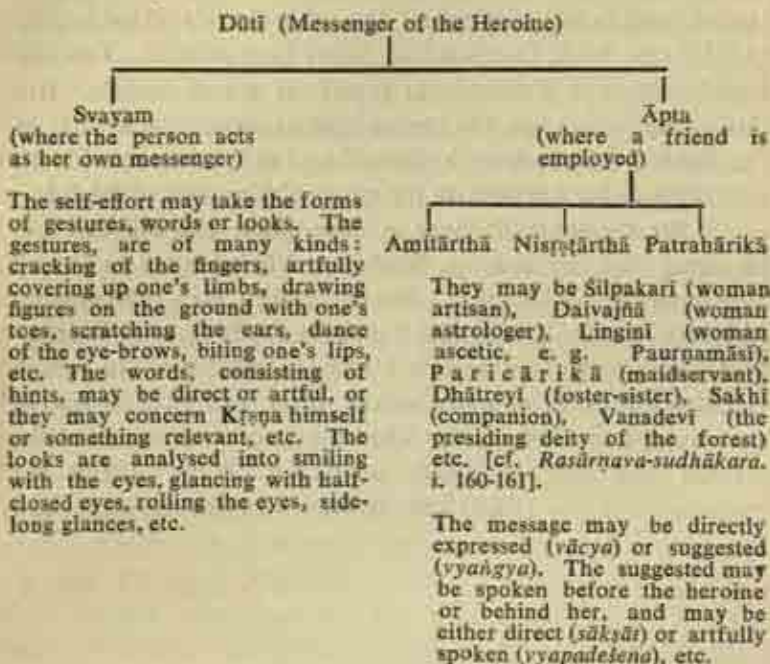 Dūtī (Messenger of the Heroine)
Svayam
(where the person acts
as her own messenger)
The self-effort may take the forms
of gestures, words or looks. The
gestures, are of many kinds:
cracking of the fingers, artfully
covering up one's limbs, drawing
figures on the ground with one's
toes, scratching the ears, dance
of the eye-brows, biting one's lips,
etc. The words, consisting of
hints, may be direct or artful, or
they may concern Kṛṣṇa himself
or something relevant, etc. The
looks are analysed into smiling
with the eyes, glancing with half-
closed eyes, rolling the eyes, side-
long glances, etc.
Āpta
(where a friend is
employed)
Amitārthā Nisṛṣṭārthā Patrahārikā
They may be Śilpakarī (woman
artisan), Daivajñā (woman
astrologer), Liṅginī (woman
ascetic, e. g. Paurṇamāsī),
Paricārikā (maidservant),
Dhātreyī (foster-sister), Sakhī
(companion), Vanadevī (the
presiding deity of the forest)
etc. [cf. Rasārṇava-sudhākara.
i. 160-161].
The message may be directly
expressed (vācya) or suggested
(vyaṅgya). The suggested may
be spoken before the heroine
or behind her, and may be
either direct (sākṣāt) or artfully
spoken (vyapadeśena), etc.